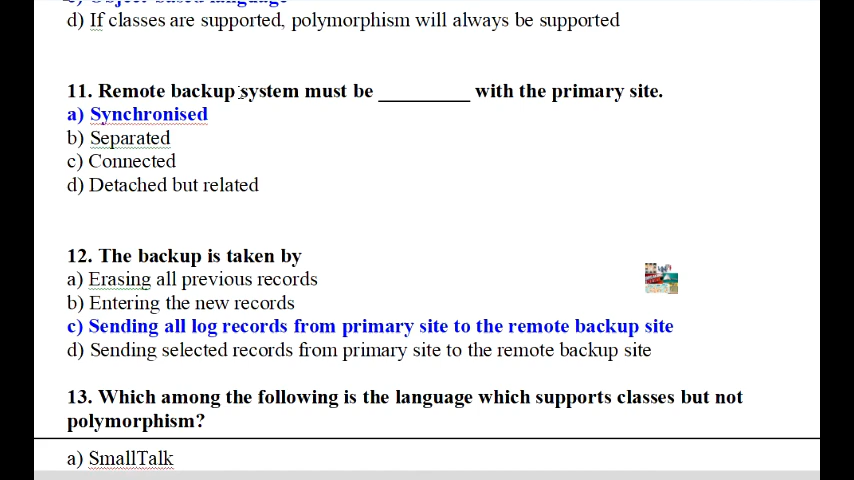 d) If classes are supported, polymorphism will always be supported
11. Remote backup system must be _________ with the primary site.
a) Synchronised
b) Separated
c) Connected
d) Detached but related
12. The backup is taken by
a) Erasing all previous records
b) Entering the new records
c) Sending all log records from primary site to the remote backup site
d) Sending selected records from primary site to the remote backup site
13. Which among the following is the language which supports classes but not
polymorphism?
a) SmallTalk